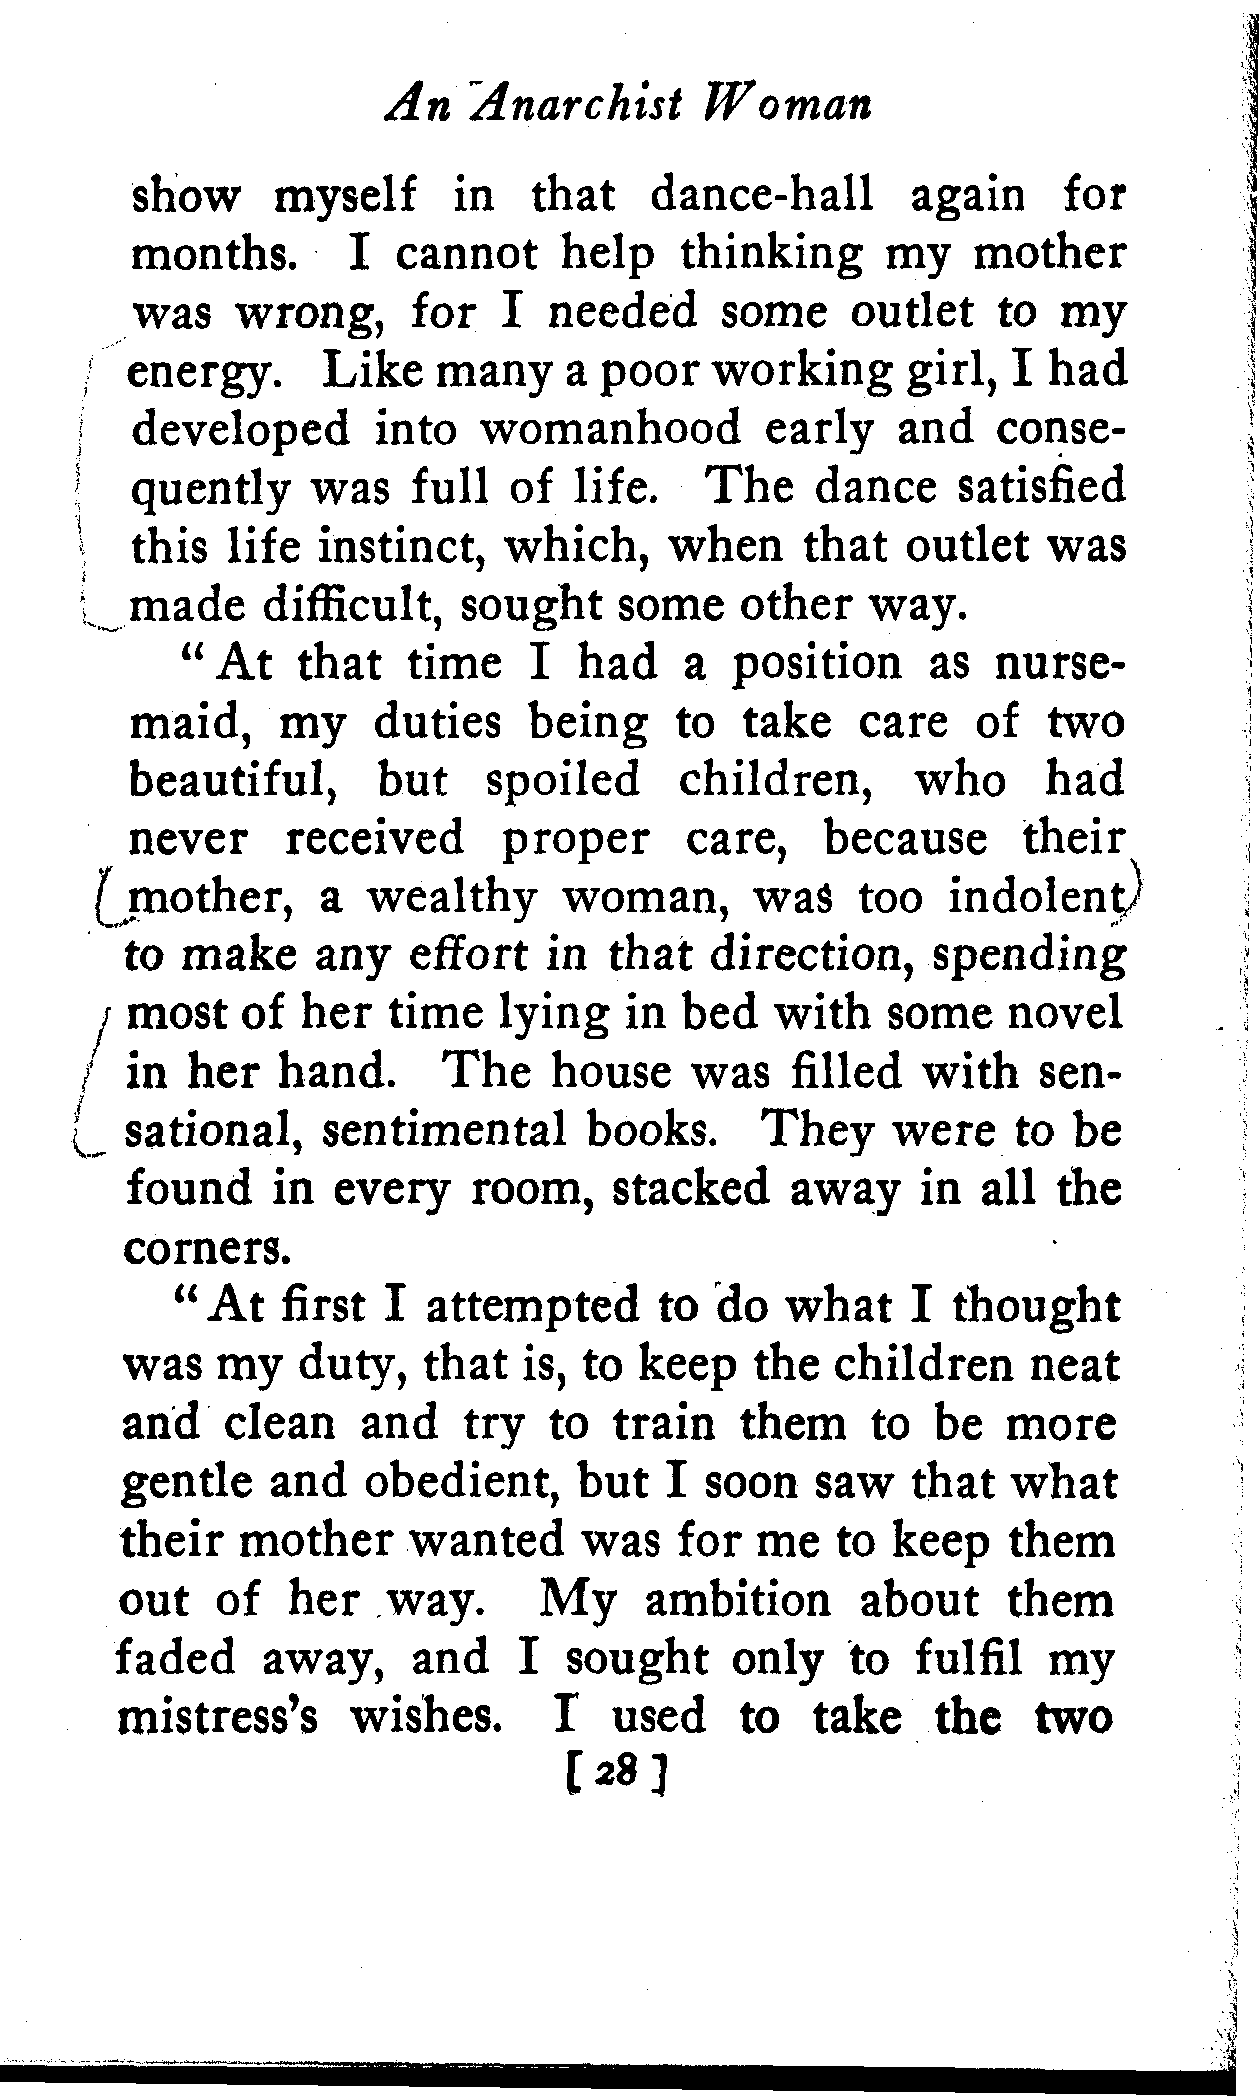 An Anarchist Woman
show myself in that dance-hall again for
months. I cannot help thinking my mother
was wrong, for I needed some outlet to my
energy. Like many a poor working girl, I had
developed into womanhood early and conse-
quently was full of life. The dance satisfied
this life instinct, which, when that outlet was
made difficult, sought some other way.
"At that time I had a position as nurse-
maid, my duties being to take care of two
beautiful, but spoiled children, who had
never received proper care, because their
mother, a wealthy woman, was too indolent
to make any effort in that direction, spending
most of her time lying in bed with some novel
in her hand. The house was filled with sen-
sational, sentimental books. They were to be
found in every room, stacked away in all the
corners.
"At first I attempted to do what I thought
was my duty, that is, to keep the children neat
and clean and try to train them to be more
gentle and obedient, but I soon saw that what
their mother wanted was for me to keep them
out of her way. My ambition about them
faded away, and I sought only to fulfil my
mistress's wishes. I used to take the two
[28]